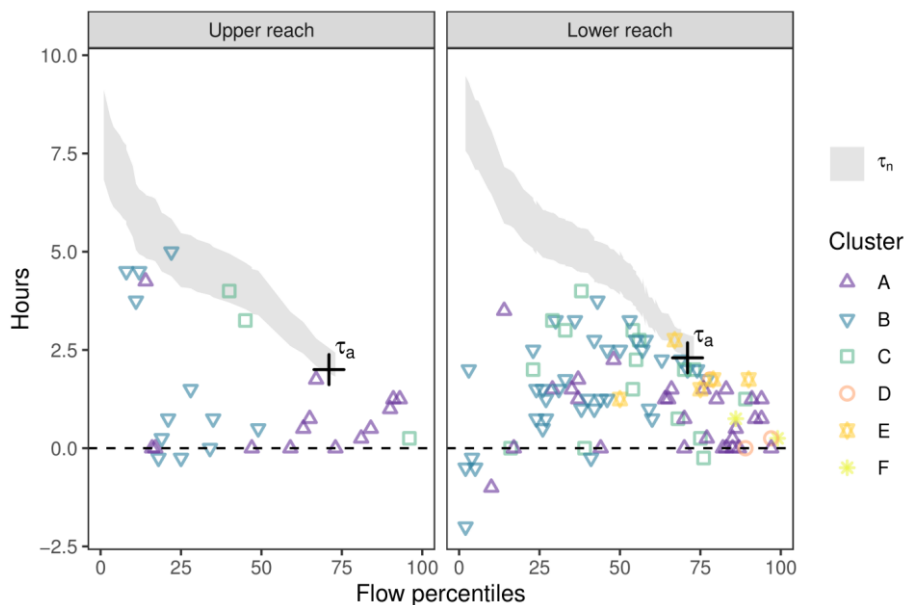 Upper reach
Lower reach
10.0
7.5
5.0
2.5
0.0
−2.5
Hours
τa
τa
0
25
50
75
100
0
25
50
75
100
Flow percentiles
τn
Cluster
A
B
C
D
E
F